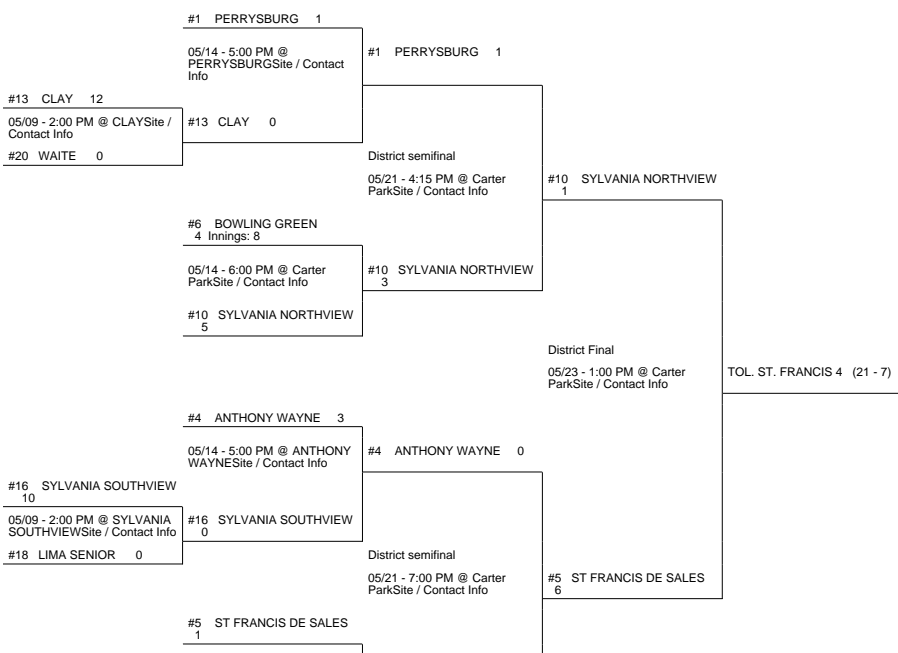 #1 PERRYSBURG 1
05/14 - 5:00 PM @
PERRYSBURGSite / Contact
Info
#1 PERRYSBURG 1
#13 CLAY 12
05/09 - 2:00 PM @ CLAYSite /
Contact Info
#20 WAITE 0
#13 CLAY 0
District semifinal
05/21 - 4:15 PM @ Carter
ParkSite / Contact Info
#10 SYLVANIA NORTHVIEW
1
#6 BOWLING GREEN
4 Innings: 8
05/14 - 6:00 PM @ Carter
ParkSite / Contact Info
#10 SYLVANIA NORTHVIEW
3
#10 SYLVANIA NORTHVIEW
5
District Final
05/23 - 1:00 PM @ Carter
ParkSite / Contact Info
TOL. ST. FRANCIS 4 (21 - 7)
#4 ANTHONY WAYNE 3
05/14 - 5:00 PM @ ANTHONY
WAYNESite / Contact Info
#4 ANTHONY WAYNE 0
#16 SYLVANIA SOUTHVIEW
10
05/09 - 2:00 PM @ SYLVANIA
SOUTHVIEWSite / Contact Info
#18 LIMA SENIOR 0
#16 SYLVANIA SOUTHVIEW
0
District semifinal
05/21 - 7:00 PM @ Carter
ParkSite / Contact Info
#5 ST FRANCIS DE SALES
6
#5 ST FRANCIS DE SALES
1